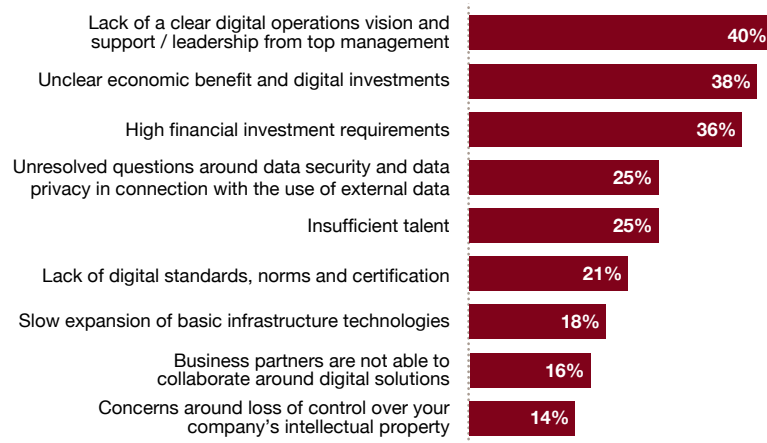 Lack of a clear digital operations vision and
support / leadership from top management
40%
Unclear economic benefit and digital investments
38%
High financial investment requirements
36%
Unresolved questions around data security and data
privacy in connection with the use of external data
25%
Insufficient talent
25%
Lack of digital standards, norms and certification
21%
Slow expansion of basic infrastructure technologies
18%
Business partners are not able to
collaborate around digital solutions
16%
Concerns around loss of control over your
company’s intellectual property
14%